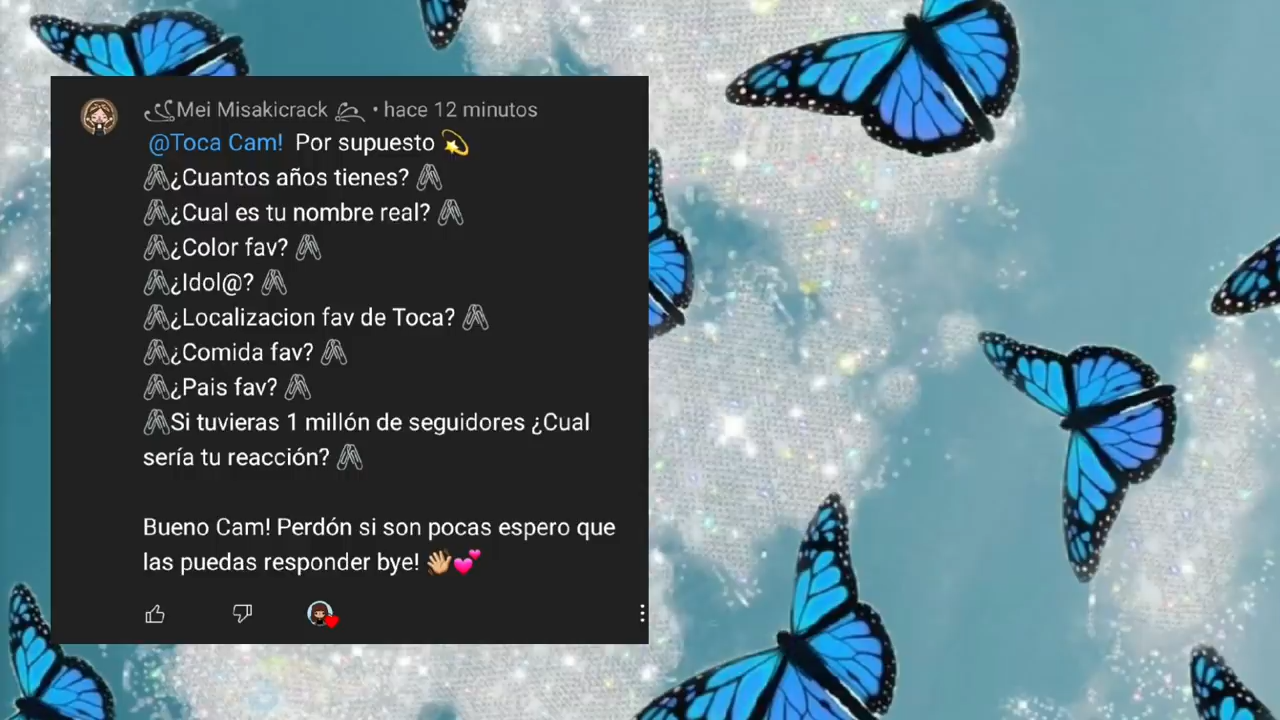 Mei Misakicrack • hace 12 minutos
@Toca Cam! Por supuesto 💫
🖇¿Cuantos años tienes? 🖇
🖇¿Cual es tu nombre real? 🖇
🖇¿Color fav? 🖇
🖇¿Idol@? 🖇
🖇¿Localizacion fav de Toca? 🖇
🖇¿Comida fav? 🖇
🖇¿Pais fav? 🖇
🖇Si tuvieras 1 millón de seguidores ¿Cual
sería tu reacción? 🖇
Bueno Cam! Perdón si son pocas espero que
las puedas responder bye! 👋🏼💕